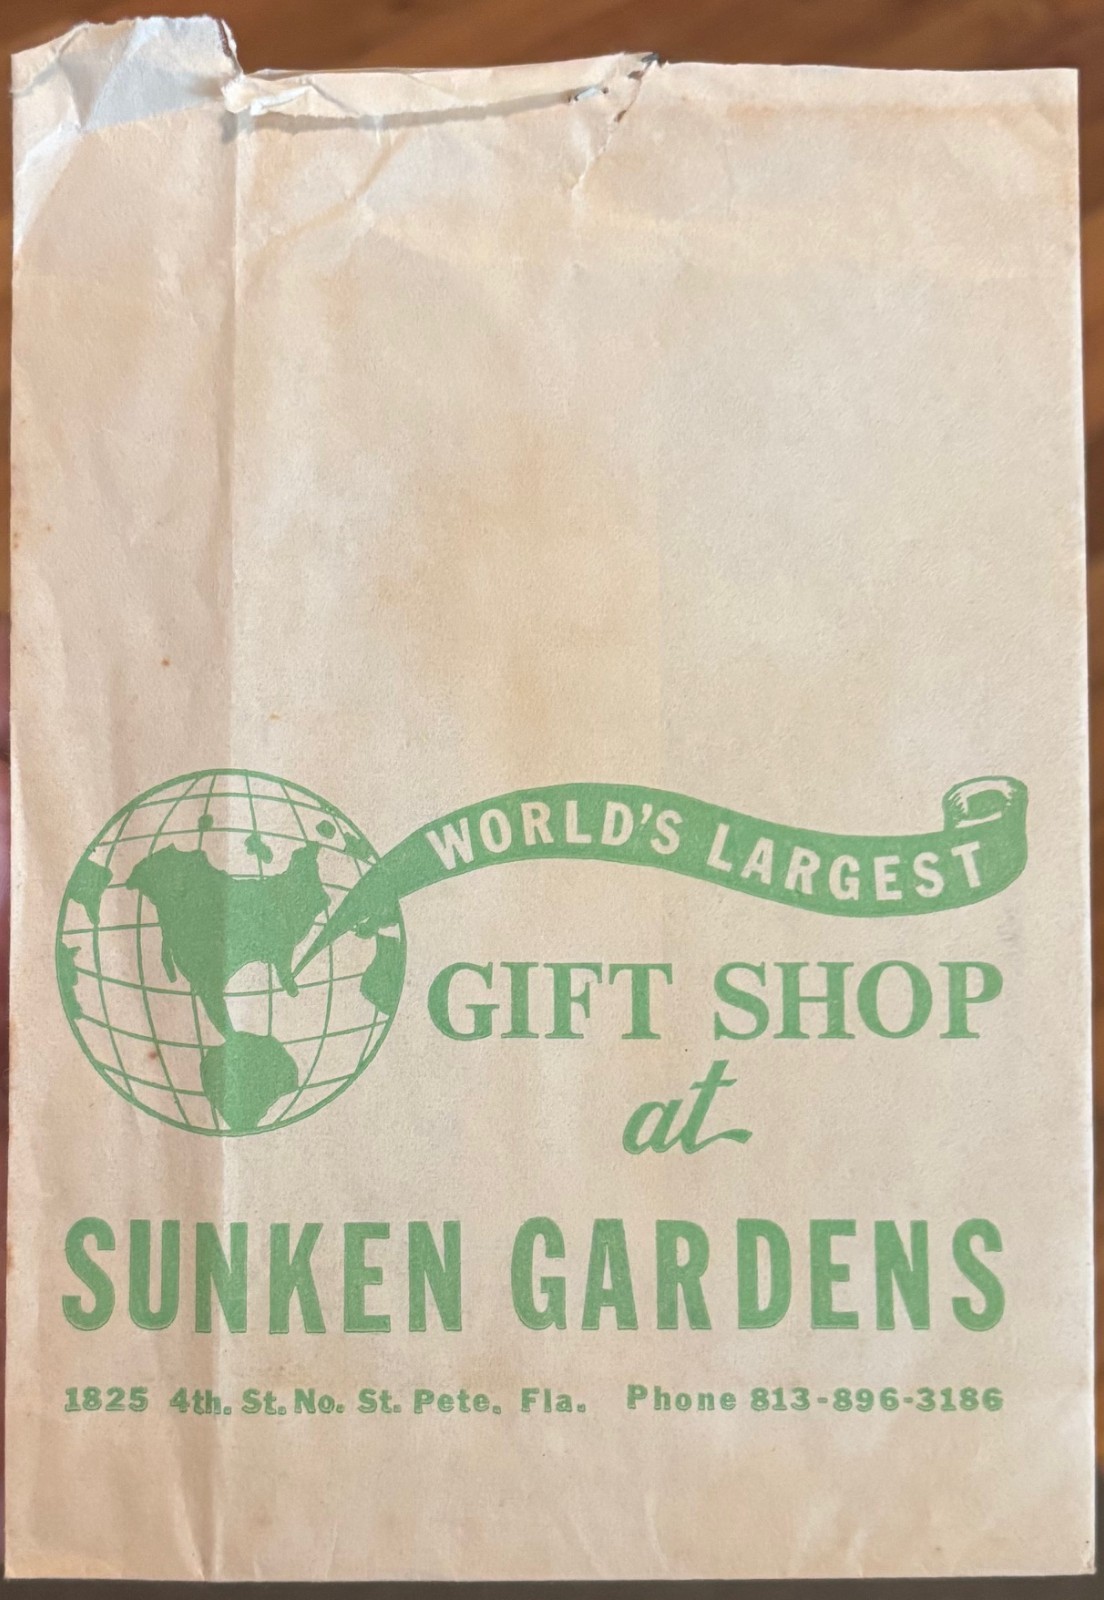 WORLD'S LARGEST
GIFT SHOP
at
SUNKEN GARDENS
1825 4th. St. No. St. Pete. Fla. Phone 813-896-3186